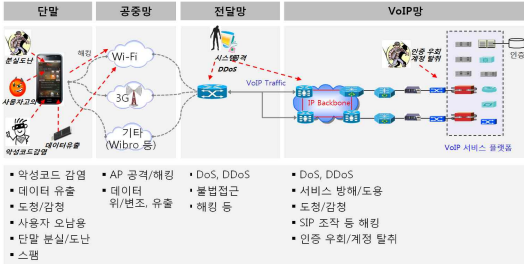 단말
공중망
전달망
VoIP망
분실도난
사용자고의
악성코드감염
데이터유출
해킹
Wi-Fi
3G
기타
(Wibro 등)
시스템공격
DDoS
VoIP Traffic
IP Backbone
인증 우회
계정 탈취
인증
VoIP 서비스 플랫폼
▪ 악성코드 감염
▪ 데이터 유출
▪ 도청/감청
▪ 사용자 오남용
▪ 단말 분실/도난
▪ 스팸
▪ AP 공격/해킹
▪ 데이터
위/변조, 유출
▪ DoS, DDoS
▪ 불법접근
▪ 해킹 등
▪ DoS, DDoS
▪ 서비스 방해/도용
▪ 도청/감청
▪ SIP 조작 등 해킹
▪ 인증 우회/계정 탈취